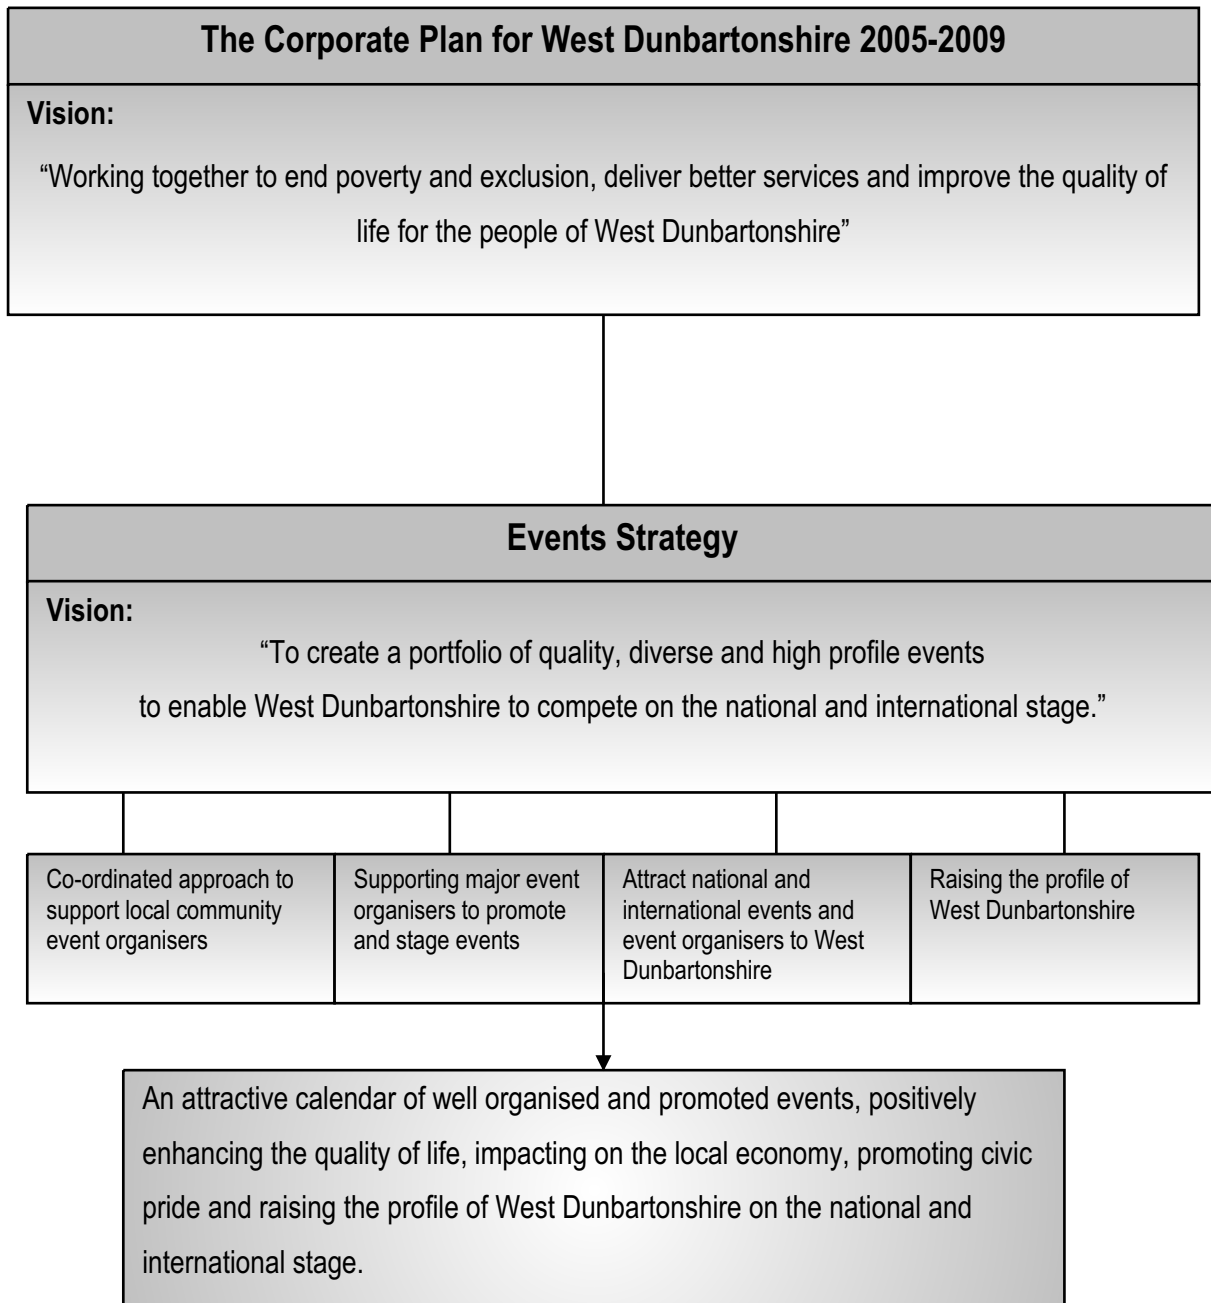 The Corporate Plan for West Dunbartonshire 2005-2009
Vision:
“Working together to end poverty and exclusion, deliver better services and improve the quality of
life for the people of West Dunbartonshire”
Events Strategy
Vision:
“To create a portfolio of quality, diverse and high profile events
to enable West Dunbartonshire to compete on the national and international stage.”
Co-ordinated approach to
support local community
event organisers
Supporting major event
organisers to promote
and stage events
Attract national and
international events and
event organisers to West
Dunbartonshire
Raising the profile of
West Dunbartonshire
An attractive calendar of well organised and promoted events, positively
enhancing the quality of life, impacting on the local economy, promoting civic
pride and raising the profile of West Dunbartonshire on the national and
international stage.